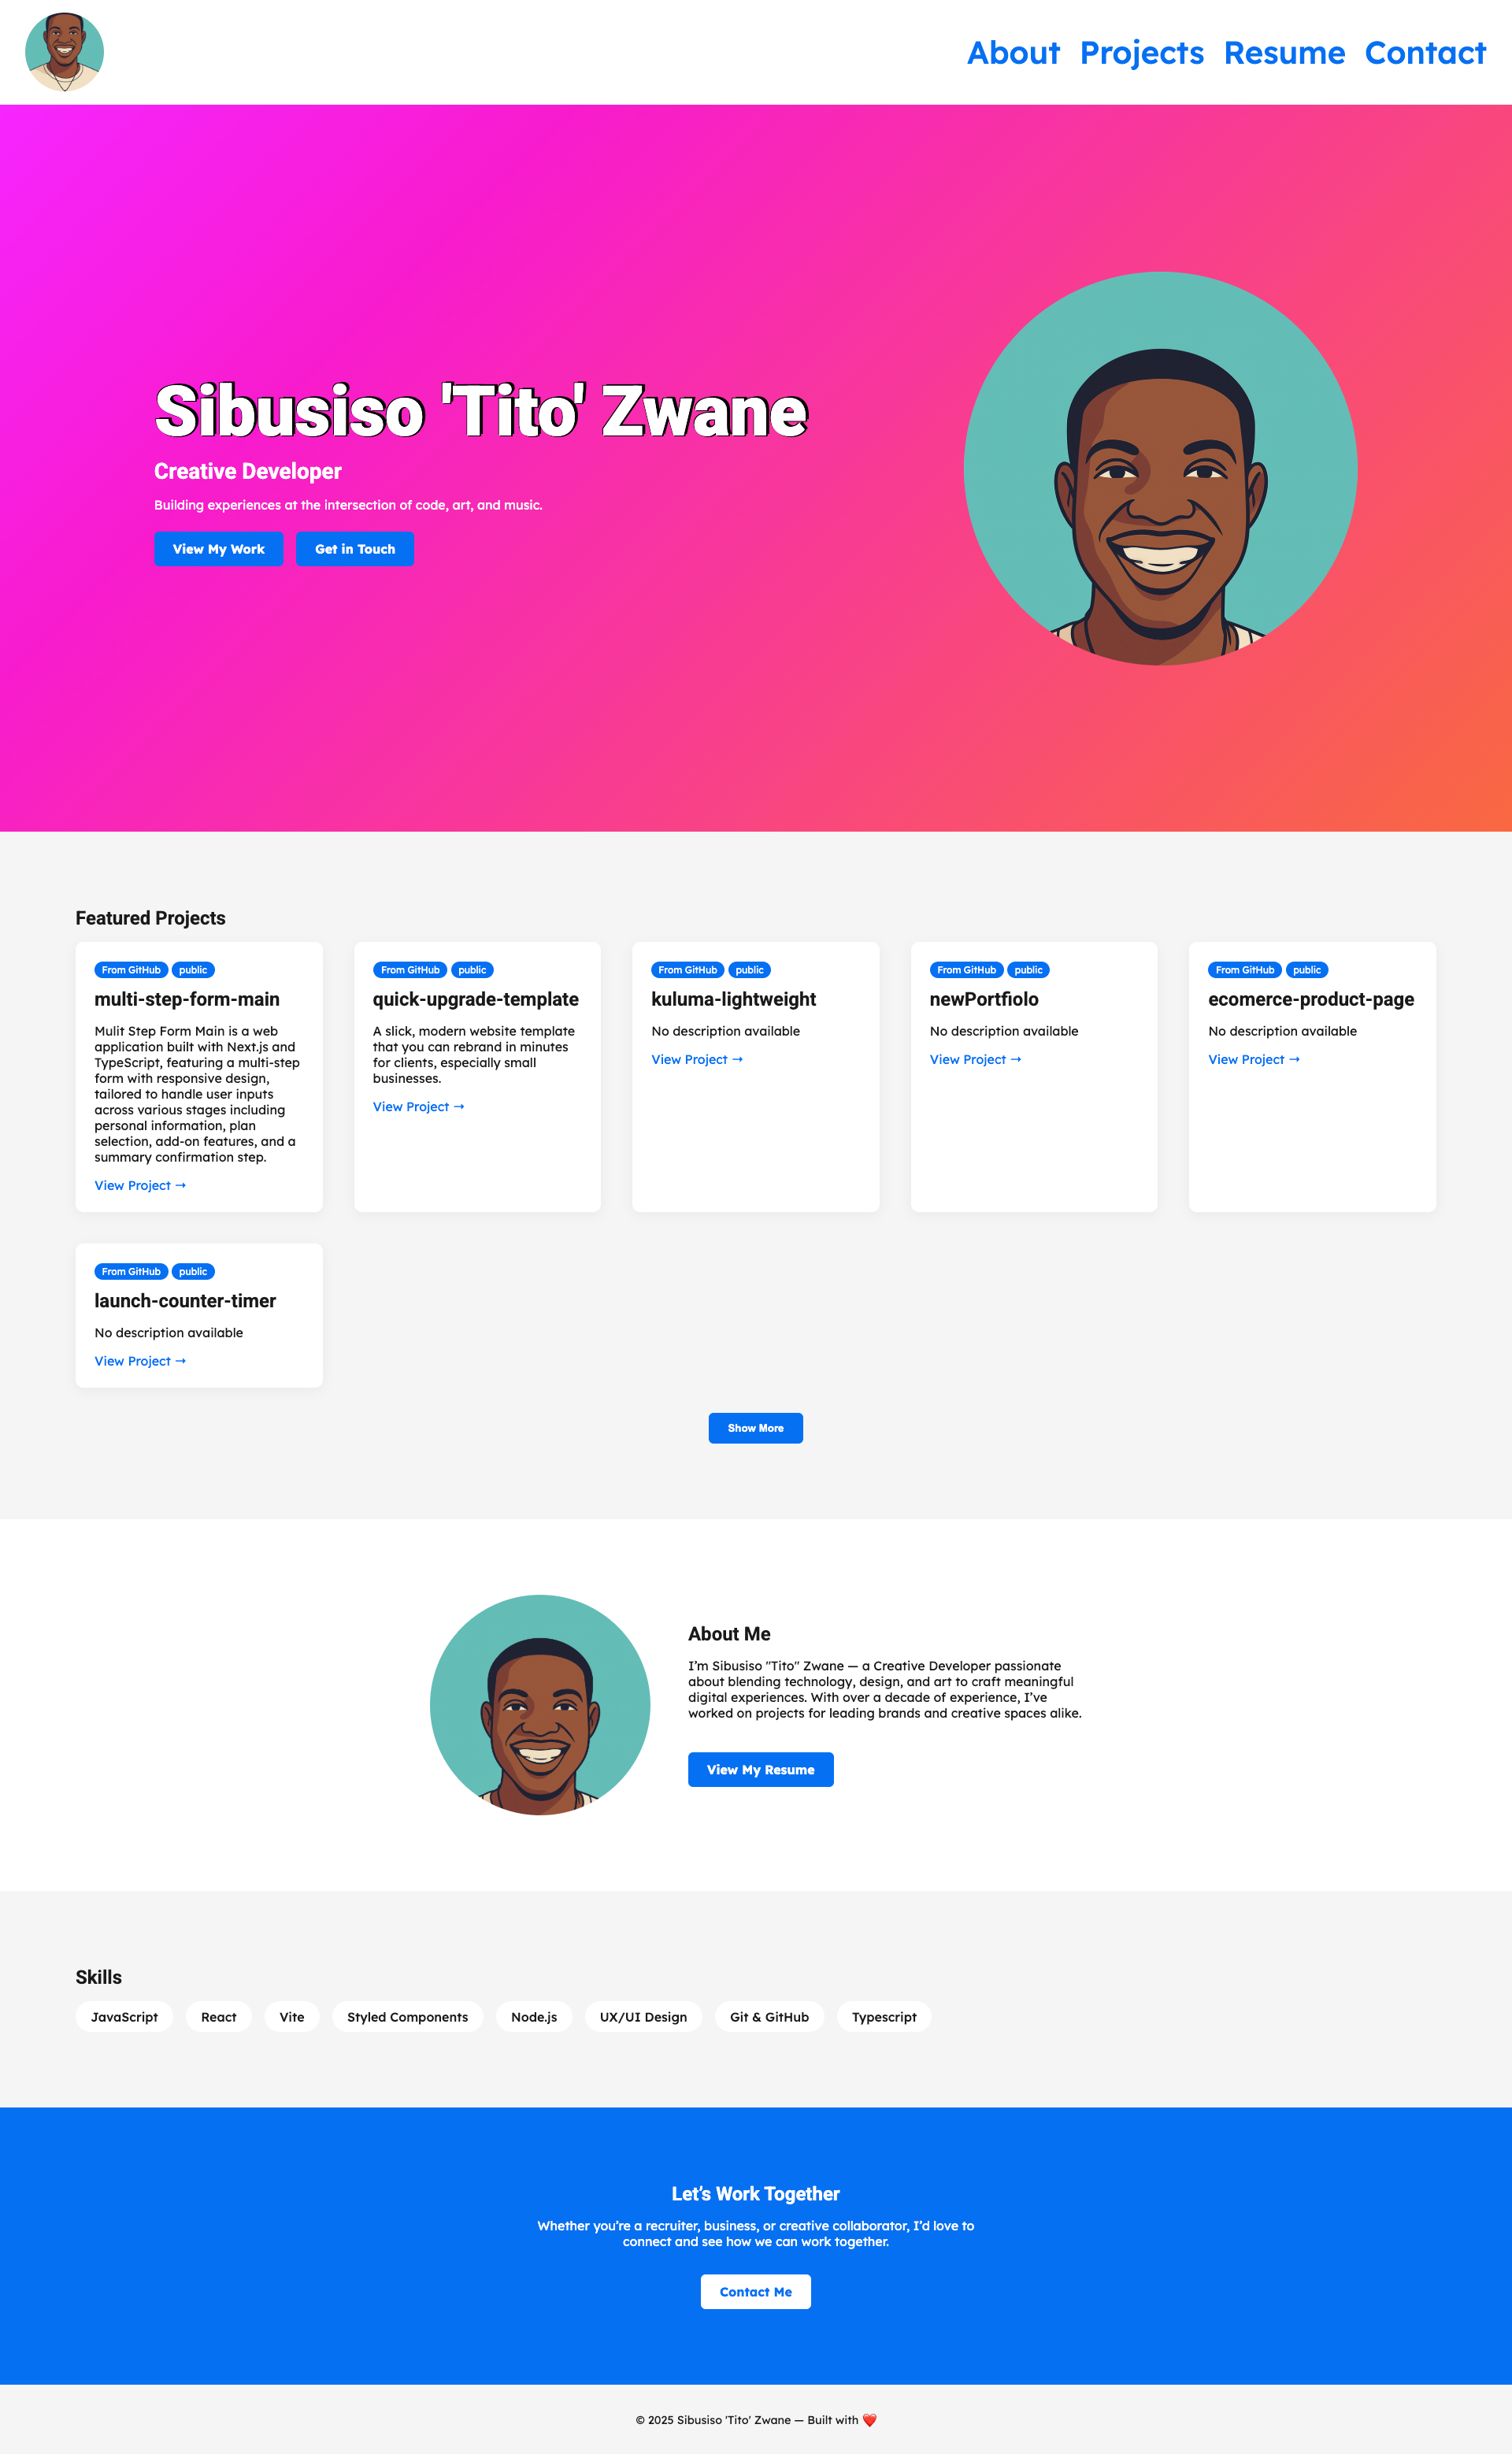 About Projects Resume Contact
Sibusiso 'Tito' Zwane
Creative Developer
Building experiences at the intersection of code, art, and music.
View My Work Get in Touch
Featured Projects
From GitHub public
multi-step-form-main
Mulit Step Form Main is a web
application built with Next.js and
TypeScript, featuring a multi-step
form with responsive design,
tailored to handle user inputs
across various stages including
personal information, plan
selection, add-on features, and a
summary confirmation step.
View Project →
From GitHub public
quick-upgrade-template
A slick, modern website template
that you can rebrand in minutes
for clients, especially small
businesses.
View Project →
From GitHub public
kuluma-lightweight
No description available
View Project →
From GitHub public
newPortfiolo
No description available
View Project →
From GitHub public
ecomerce-product-page
No description available
View Project →
From GitHub public
launch-counter-timer
No description available
View Project →
Show More
About Me
I’m Sibusiso "Tito" Zwane — a Creative Developer passionate
about blending technology, design, and art to craft meaningful
digital experiences. With over a decade of experience, I’ve
worked on projects for leading brands and creative spaces alike.
View My Resume
Skills
JavaScript React Vite Styled Components Node.js UX/UI Design Git & GitHub Typescript
Let’s Work Together
Whether you’re a recruiter, business, or creative collaborator, I’d love to
connect and see how we can work together.
Contact Me
© 2025 Sibusiso 'Tito' Zwane — Built with ❤️